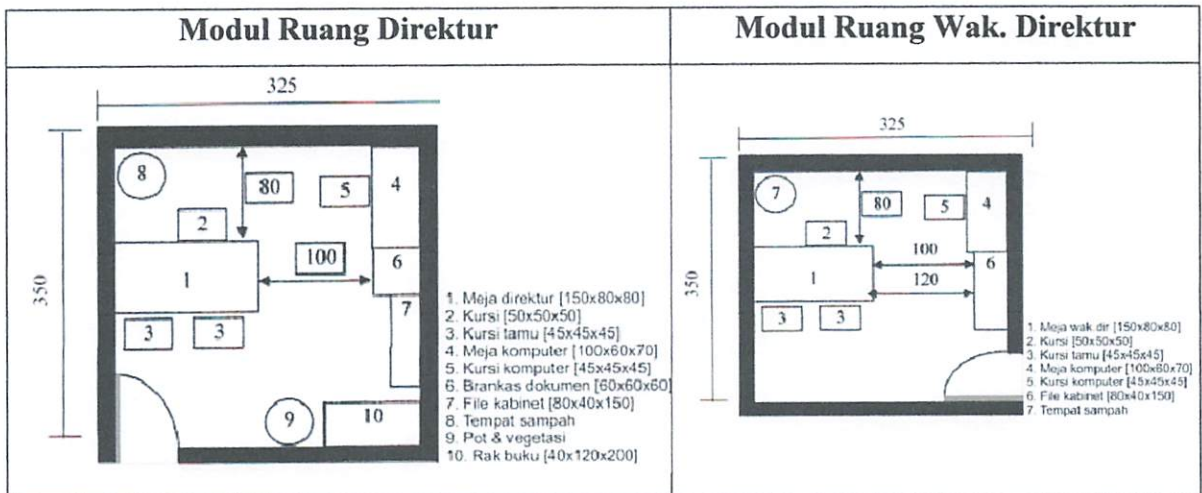 Modul Ruang Direktur
325
350
8
80
5
4
2
100
6
1
7
3
3
9
10
1. Meja direktur [150x80x80]
2. Kursi [50x50x50]
3. Kursi tamu [45x45x45]
4. Meja komputer [100x60x70]
5. Kursi komputer [45x45x45]
6. Brankas dokumen [60x60x60]
7. File kabinet [80x40x150]
8. Tempat sampah
9. Pot & vegetasi
10. Rak buku [40x120x200]
Modul Ruang Wak. Direktur
325
350
7
80
5
4
2
100
6
1
120
3
3
1. Meja wak.dir [150x80x80]
2. Kursi [50x50x50]
3. Kursi tamu [45x45x45]
4. Meja komputer [100x60x70]
5. Kursi komputer [45x45x45]
6. File kabinet [80x40x150]
7. Tempat sampah